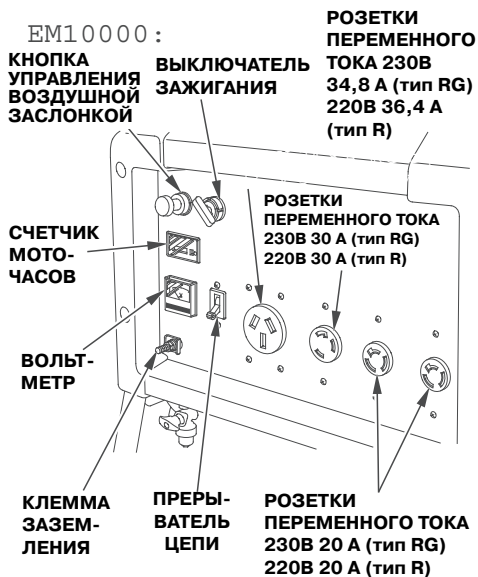 EM10000:
КНОПКА
УПРАВЛЕНИЯ
ВОЗДУШНОЙ
ЗАСЛОНКОЙ
ВЫКЛЮЧАТЕЛЬ
ЗАЖИГАНИЯ
РОЗЕТКИ
ПЕРЕМЕННОГО
ТОКА 230В
34,8 А (тип RG)
220В 36,4 А
(тип R)
РОЗЕТКИ
ПЕРЕМЕННОГО ТОКА
230В 30 А (тип RG)
220В 30 А (тип R)
СЧЕТЧИК
МОТО-
ЧАСОВ
ВОЛЬТ-
МЕТР
КЛЕММА
ЗАЗЕМ-
ЛЕНИЯ
ПРЕРЫ-
ВАТЕЛЬ
ЦЕПИ
РОЗЕТКИ
ПЕРЕМЕННОГО ТОКА
230В 20 А (тип RG)
220В 20 А (тип R)